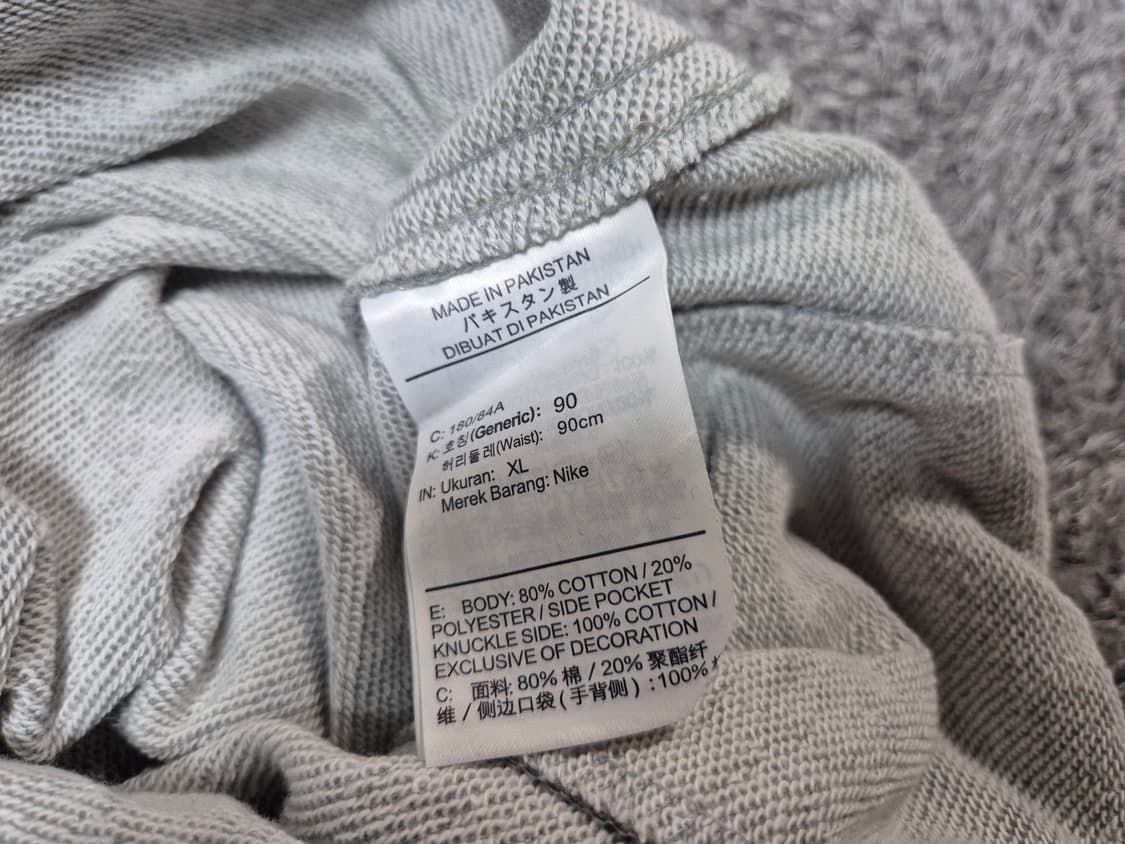 MADE IN PAKISTAN
パキスタン製
DIBUAT DI PAKISTAN
C: 180/84A
K: 호칭(Generic): 90
허리둘레(Waist): 90cm
IN: Ukuran: XL
Merek Barang: Nike
E: BODY: 80% COTTON / 20%
POLYESTER / SIDE POCKET
KNUCKLE SIDE: 100% COTTON /
EXCLUSIVE OF DECORATION
C: 面料: 80% 棉 / 20% 聚酯纤
维 / 侧边口袋 ( 手背侧 ) : 100%